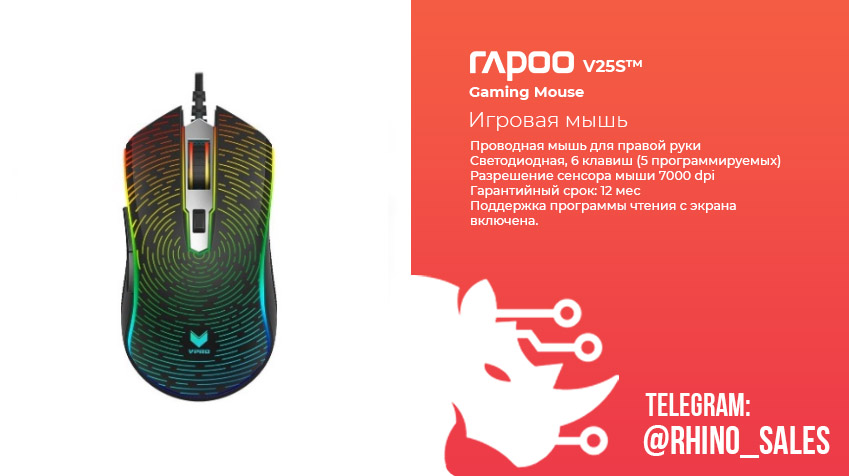 rapoo V25S™
Gaming Mouse
Игровая мышь
Проводная мышь для правой руки
Светодиодная, 6 клавиш (5 программируемых)
Разрешение сенсора мыши 7000 dpi
Гарантийный срок: 12 мес
Поддержка программы чтения с экрана
включена.
VPRO
TELEGRAM:
@RHINO_SALES